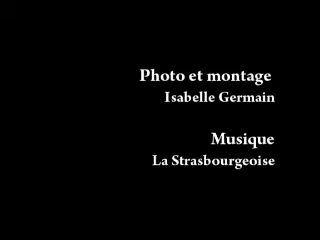 Photo et montage
Isabelle Germain
Musique
La Strasbourgeoise